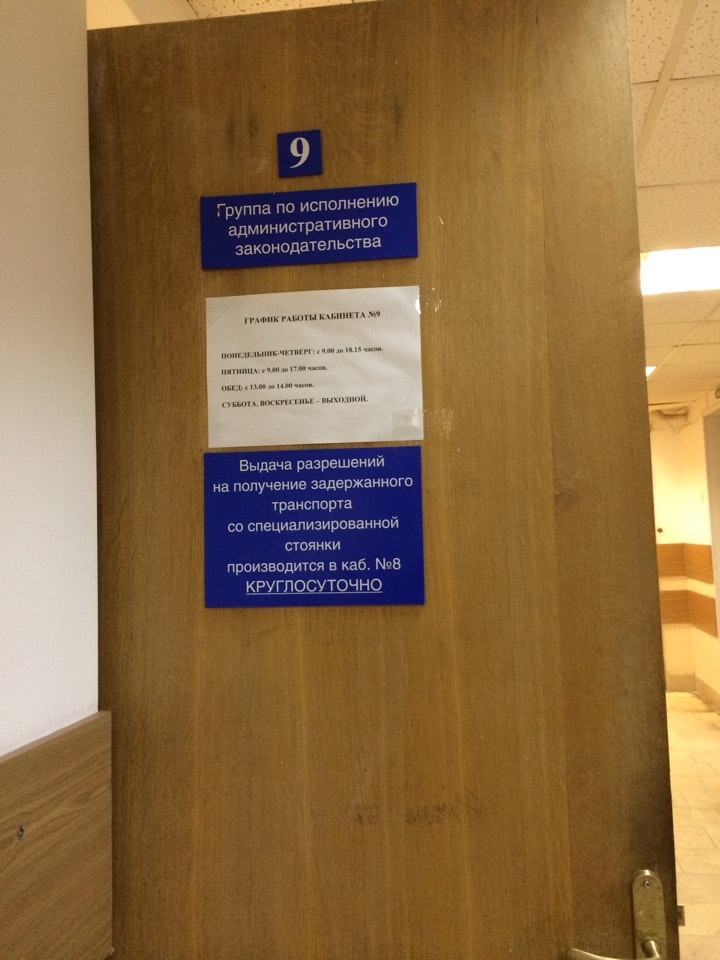 9
Группа по исполнению
административного
законодательства
ГРАФИК РАБОТЫ КАБИНЕТА №9
ПОНЕДЕЛЬНИК-ЧЕТВЕРГ: с 9.00 до 18.15 часов.
ПЯТНИЦА: с 9.00 до 17.00 часов.
ОБЕД: с 13.00 до 14.00 часов.
СУББОТА, ВОСКРЕСЕНЬЕ – ВЫХОДНОЙ.
Выдача разрешений
на получение задержанного
транспорта
со специализированной
стоянки
производится в каб. №8
КРУГЛОСУТОЧНО